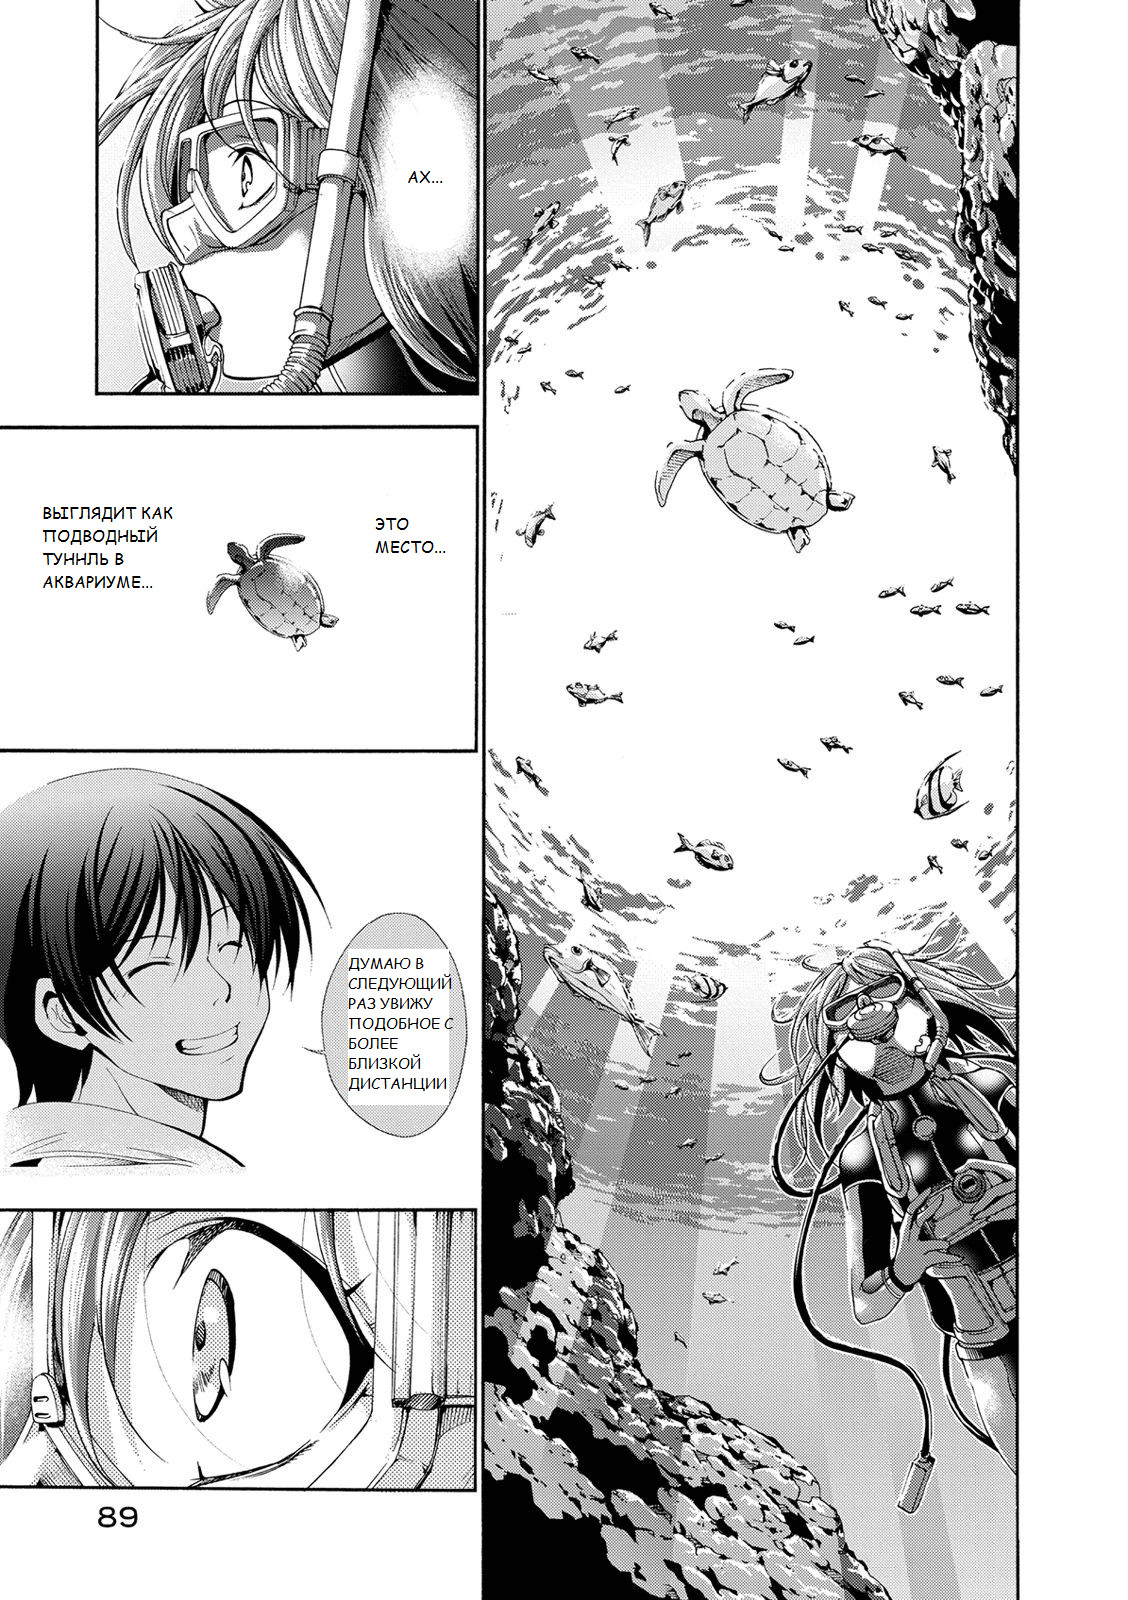 АХ...
ЭТО
МЕСТО...
ВЫГЛЯДИТ КАК
ПОДВОДНЫЙ
ТУННЛЬ В
АКВАРИУМЕ...
ДУМАЮ В
СЛЕДУЮЩИЙ
РАЗ УВИЖУ
ПОДОБНОЕ С
БОЛЕЕ
БЛИЗКОЙ
ДИСТАНЦИИ
89